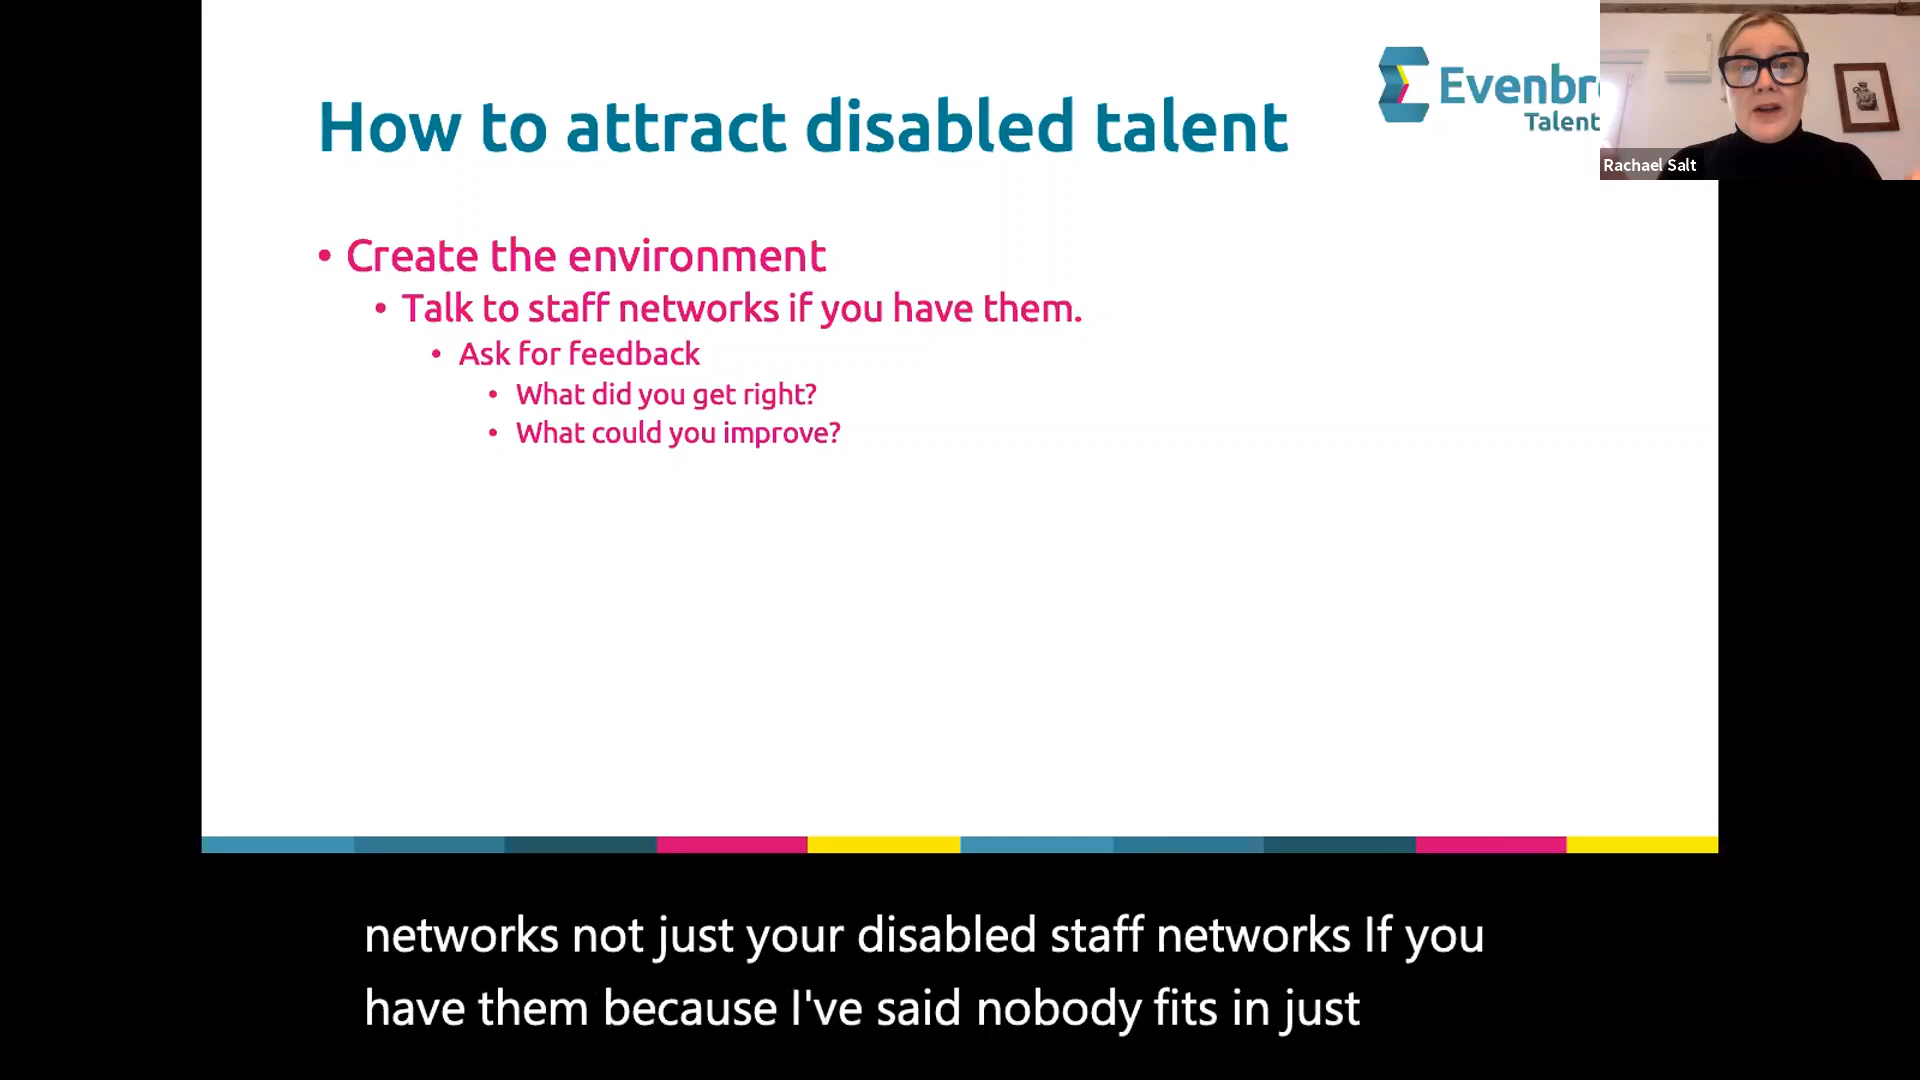 How to attract disabled talent
Evenbr
Talent
Rachael Salt
• Create the environment
• Talk to staff networks if you have them.
• Ask for feedback
• What did you get right?
• What could you improve?
networks not just your disabled staff networks If you
have them because I've said nobody fits in just